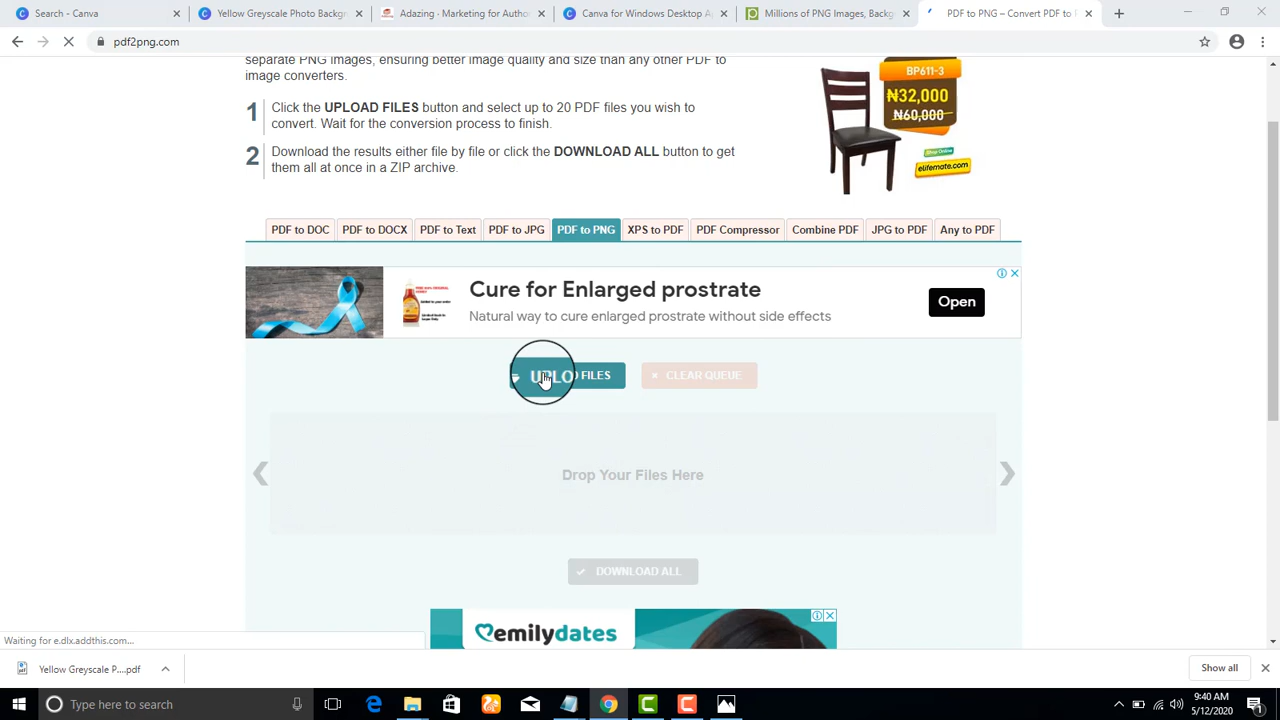 Search - Canva
Yellow Greyscale Photo Backgro
Adazing - Marketing for Autho
Canva for Windows Desktop Ap
Millions of PNG Images, Backg
PDF to PNG – Convert PDF to
pdf2png.com
separate PNG images, ensuring better image quality and size than any other PDF to
image converters.
1 Click the UPLOAD FILES button and select up to 20 PDF files you wish to
convert. Wait for the conversion process to finish.
2 Download the results either file by file or click the DOWNLOAD ALL button to get
them all at once in a ZIP archive.
BP611-3
₦32,000
₦60,000
Shop Online
elifemote.com
PDF to DOC
PDF to DOCX
PDF to Text
PDF to JPG
PDF to PNG
XPS to PDF
PDF Compressor
Combine PDF
JPG to PDF
Any to PDF
Cure for Enlarged prostrate
Natural way to cure enlarged prostrate without side effects
Open
UPLO D FILES
CLEAR QUEUE
Drop Your Files Here
DOWNLOAD ALL
emilydates
Waiting for e.dlx.addthis.com...
Yellow Greyscale P....pdf
Show all
Type here to search
9:40 AM
5/12/2020